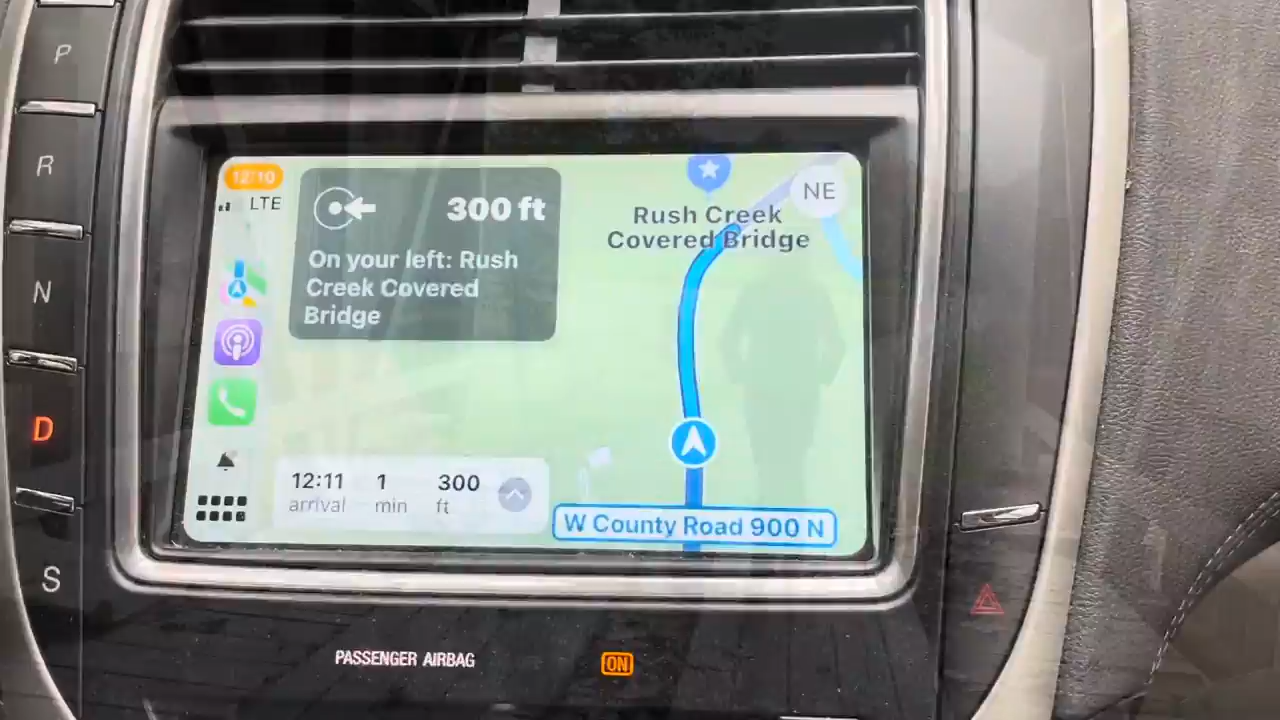 P
R
N
D
S
12:10
LTE
300 ft
On your left: Rush
Creek Covered
Bridge
12:11 1 300
arrival min ft
NE
Rush Creek
Covered Bridge
W County Road 900 N
PASSENGER AIRBAG ON